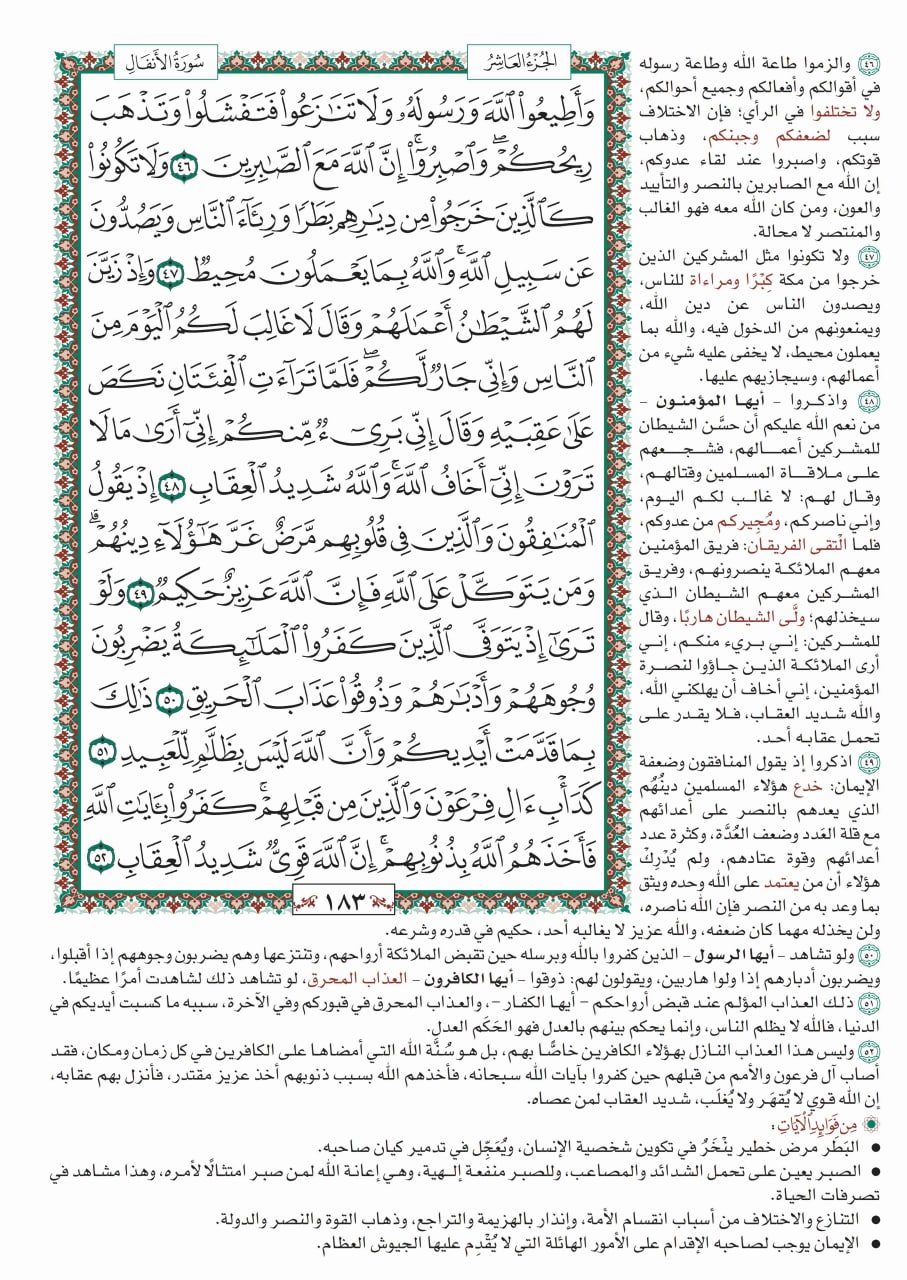 سُورَةُ الأَنفَالِ
الجُزْءُ العَاشِرُ
وَأَطِيعُوا۟ ٱللَّهَ وَرَسُولَهُۥ وَلَا تَنَٰزَعُوا۟ فَتَفْشَلُوا۟ وَتَذْهَبَ
رِيحُكُمْ ۖ وَٱصْبِرُوٓا۟ ۚ إِنَّ ٱللَّهَ مَعَ ٱلصَّٰبِرِينَ ٤٦ وَلَا تَكُونُوا۟
كَٱلَّذِينَ خَرَجُوا۟ مِن دِيَٰرِهِم بَطَرًا وَرِئَآءَ ٱلنَّاسِ وَيَصُدُّونَ
عَن سَبِيلِ ٱللَّهِ ۚ وَٱللَّهُ بِمَا يَعْمَلُونَ مُحِيطٌ ٤٧ وَإِذْ زَيَّنَ
لَهُمُ ٱلشَّيْطَٰنُ أَعْمَٰلَهُمْ وَقَالَ لَا غَالِبَ لَكُمُ ٱلْيَوْمَ مِنَ
ٱلنَّاسِ وَإِنِّى جَارٌ لَّكُمْ ۖ فَلَمَّا تَرَآءَتِ ٱلْفِئَتَانِ نَكَصَ
عَلَىٰ عَقِبَيْهِ وَقَالَ إِنِّى بَرِىٓءٌ مِّنكُمْ إِنِّىٓ أَرَىٰ مَا لَا
تَرَوْنَ إِنِّىٓ أَخَافُ ٱللَّهَ ۚ وَٱللَّهُ شَدِيدُ ٱلْعِقَابِ ٤٨ إِذْ يَقُولُ
ٱلْمُنَٰفِقُونَ وَٱلَّذِينَ فِى قُلُوبِهِم مَّرَضٌ غَرَّ هَٰٓؤُلَآءِ دِينُهُمْ ۗ
وَمَن يَتَوَكَّلْ عَلَى ٱللَّهِ فَإِنَّ ٱللَّهَ عَزِيزٌ حَكِيمٌ ٤٩ وَلَوْ
تَرَىٰٓ إِذْ يَتَوَفَّى ٱلَّذِينَ كَفَرُوا۟ ٱلْمَلَٰٓئِكَةُ يَضْرِبُونَ
وُجُوهَهُمْ وَأَدْبَٰرَهُمْ وَذُوقُوا۟ عَذَابَ ٱلْحَرِيقِ ٥٠ ذَٰلِكَ
بِمَا قَدَّمَتْ أَيْدِيكُمْ وَأَنَّ ٱللَّهَ لَيْسَ بِظَلَّٰمٍ لِّلْعَبِيدِ ٥١
كَدَأْبِ ءَالِ فِرْعَوْنَ وَٱلَّذِينَ مِن قَبْلِهِمْ ۚ كَفَرُوا۟ بِـَٔايَٰتِ ٱللَّهِ
فَأَخَذَهُمُ ٱللَّهُ بِذُنُوبِهِمْ ۗ إِنَّ ٱللَّهَ قَوِىٌّ شَدِيدُ ٱلْعِقَابِ ٥٢
١٨٣
٤٦ والزموا طاعة الله وطاعة رسوله
في أقوالكم وأفعالكم وجميع أحوالكم،
ولا تختلفوا في الرأي؛ فإن الاختلاف
سبب لضعفكم وجبنكم، وذهاب
قوتكم، واصبروا عند لقاء عدوكم،
إن الله مع الصابرين بالنصر والتأييد
والعون، ومن كان الله معه فهو الغالب
والمنتصر لا محالة.
٤٧ ولا تكونوا مثل المشركين الذين
خرجوا من مكة كِبْرًا ومراءاة للناس،
ويصدون الناس عن دين الله،
ويمنعونهم من الدخول فيه، والله بما
يعملون محيط، لا يخفى عليه شيء من
أعمالهم، وسيجازيهم عليها.
٤٨ واذكروا - أيها المؤمنون -
من نعم الله عليكم أن حسَّن الشيطان
للمشركين أعمالهم، فشجعهم
على ملاقاة المسلمين وقتالهم،
وقال لهم: لا غالب لكم اليوم،
وإني ناصركم، ومُجِيركم من عدوكم،
فلما الْتقى الفريقان: فريق المؤمنين
معهم الملائكة ينصرونهم، وفريق
المشركين معهم الشيطان الذي
سيخذلهم؛ ولَّى الشيطان هاربًا، وقال
للمشركين: إني بريء منكم، إني
أرى الملائكة الذين جاؤوا لنصرة
المؤمنين، إني أخاف أن يهلكني الله،
والله شديد العقاب، فلا يقدر على
تحمل عقابه أحد.
٤٩ اذكروا إذ يقول المنافقون وضعفة
الإيمان: خدع هؤلاء المسلمين دينُهُم
الذي يعدهم بالنصر على أعدائهم
مع قلة العَدد وضعف العُدَّة، وكثرة عدد
أعدائهم وقوة عتادهم، ولم يُدْرِك
هؤلاء أن من يعتمد على الله وحده ويثق
بما وعد به من النصر فإن الله ناصره،
ولن يخذله مهما كان ضعفه، والله عزيز لا يغالبه أحد، حكيم في قدره وشرعه.
٥٠ ولو تشاهد - أيها الرسول - الذين كفروا بالله وبرسله حين تقبض الملائكة أرواحهم، وتنتزعها وهم يضربون وجوههم إذا أقبلوا،
ويضربون أدبارهم إذا ولوا هاربين، ويقولون لهم: ذوقوا - أيها الكافرون - العذاب المحرق، لو تشاهد ذلك لشاهدت أمرًا عظيمًا.
٥١ ذلك العذاب المؤلم عند قبض أرواحكم - أيها الكفار -، والعذاب المحرق في قبوركم وفي الآخرة، سببه ما كسبت أيديكم في
الدنيا، فالله لا يظلم الناس، وإنما يحكم بينهم بالعدل فهو الحَكَم العدل.
٥٢ وليس هذا العذاب النازل بهؤلاء الكافرين خاصًّا بهم، بل هو سُنَّة الله التي أمضاها على الكافرين في كل زمان ومكان، فقد
أصاب آل فرعون والأمم من قبلهم حين كفروا بآيات الله سبحانه، فأخذهم الله بسبب ذنوبهم أخذ عزيز مقتدر، فأنزل بهم عقابه،
إن الله قوي لا يُقهَر ولا يُغلَب، شديد العقاب لمن عصاه.
مِن فَوَائِدِ الآيَاتِ:
• البَطَر مرض خطير ينْخَرُ في تكوين شخصية الإنسان، ويُعَجِّل في تدمير كيان صاحبه.
• الصبر يعين على تحمل الشدائد والمصاعب، وللصبر منفعة إلهية، وهي إعانة الله لمن صبر امتثالًا لأمره، وهذا مشاهد في
تصرفات الحياة.
• التنازع والاختلاف من أسباب انقسام الأمة، وإنذار بالهزيمة والتراجع، وذهاب القوة والنصر والدولة.
• الإيمان يوجب لصاحبه الإقدام على الأمور الهائلة التي لا يُقْدِم عليها الجيوش العظام.